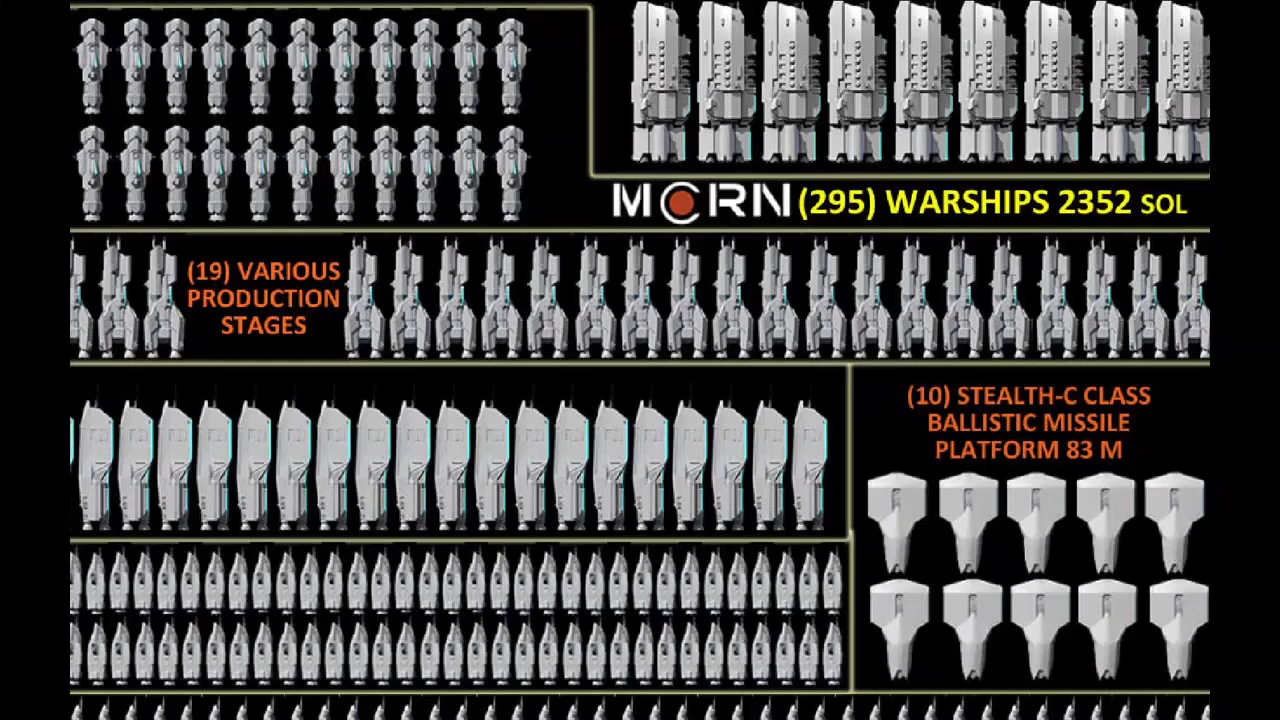 MCRN (295) WARSHIPS 2352 SOL
(19) VARIOUS
PRODUCTION
STAGES
(10) STEALTH-C CLASS
BALLISTIC MISSILE
PLATFORM 83 M